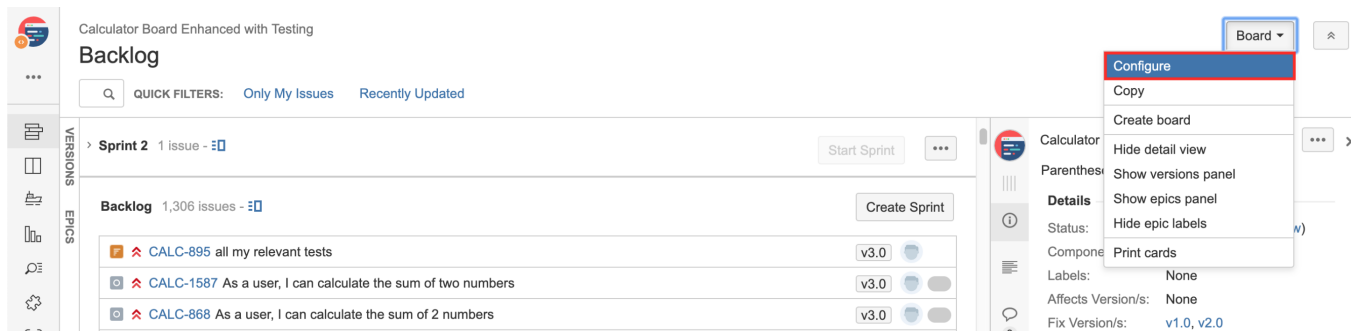 Calculator Board Enhanced with Testing
Backlog
Board
QUICK FILTERS: Only My Issues Recently Updated
Configure
Copy
Create board
Hide detail view
Show versions panel
Show epics panel
Hide epic labels
Print cards
VERSIONS
EPICS
Sprint 2 1 issue -
Start Sprint
Backlog 1,306 issues -
Create Sprint
CALC-895 all my relevant tests v3.0
CALC-1587 As a user, I can calculate the sum of two numbers v3.0
CALC-868 As a user, I can calculate the sum of 2 numbers v3.0
Calculator
Parenthese
Details
Status: w)
Compone
Labels: None
Affects Version/s: None
Fix Version/s: v1.0, v2.0